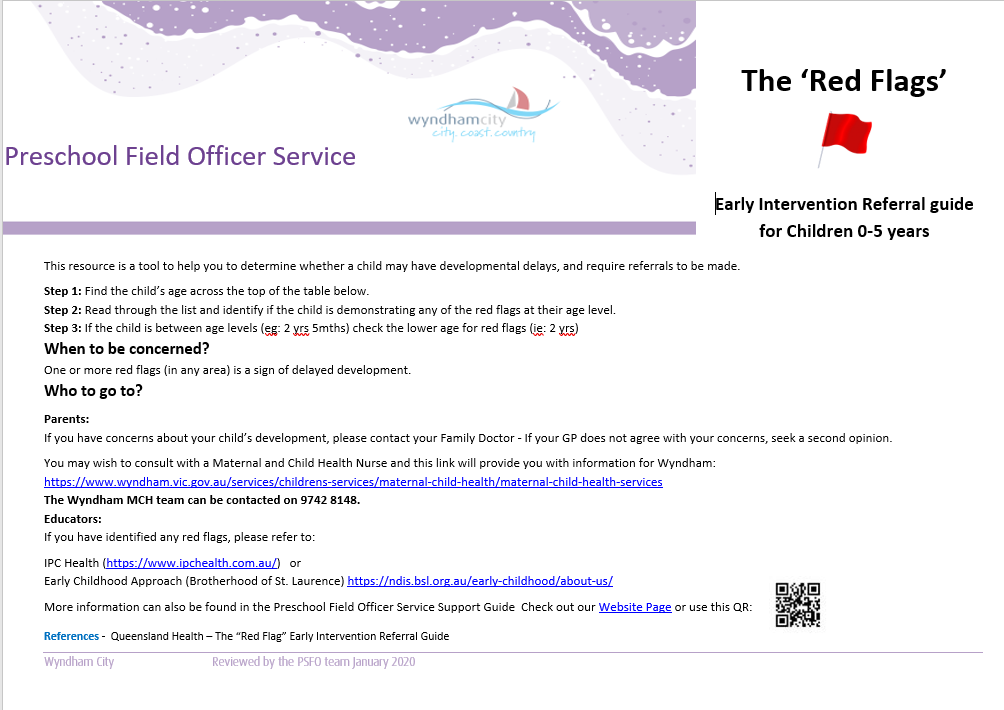 wyndhamcity
city. coast. country
Preschool Field Officer Service
The ‘Red Flags’
Early Intervention Referral guide
for Children 0-5 years
This resource is a tool to help you to determine whether a child may have developmental delays, and require referrals to be made.
Step 1: Find the child’s age across the top of the table below.
Step 2: Read through the list and identify if the child is demonstrating any of the red flags at their age level.
Step 3: If the child is between age levels (eg: 2 yrs 5mths) check the lower age for red flags (ie: 2 yrs)
When to be concerned?
One or more red flags (in any area) is a sign of delayed development.
Who to go to?
Parents:
If you have concerns about your child’s development, please contact your Family Doctor - If your GP does not agree with your concerns, seek a second opinion.
You may wish to consult with a Maternal and Child Health Nurse and this link will provide you with information for Wyndham:
https://www.wyndham.vic.gov.au/services/childrens-services/maternal-child-health/maternal-child-health-services
The Wyndham MCH team can be contacted on 9742 8148.
Educators:
If you have identified any red flags, please refer to:
IPC Health (https://www.ipchealth.com.au/) or
Early Childhood Approach (Brotherhood of St. Laurence) https://ndis.bsl.org.au/early-childhood/about-us/
More information can also be found in the Preschool Field Officer Service Support Guide Check out our Website Page or use this QR:
References - Queensland Health – The “Red Flag” Early Intervention Referral Guide
Wyndham City Reviewed by the PSFO team January 2020